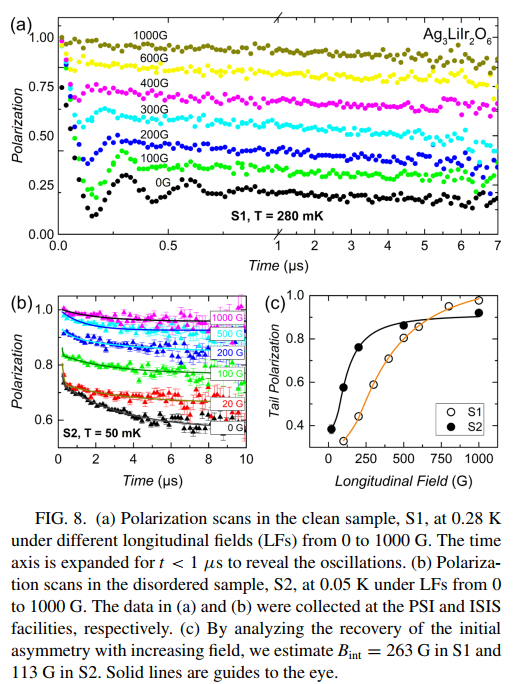 (a)
1.00
0.75
0.50
0.25
0.00
Polarization
1000G
600G
400G
300G
200G
100G
0G
Ag3LiIr2O6
S1, T = 280 mK
0.0
0.5
1
2
3
4
5
6
7
Time (μs)
(b)
1.0
0.8
0.6
Polarization
1000 G
500 G
200 G
100 G
20 G
0 G
S2, T = 50 mK
0
2
4
6
8
10
Time (μs)
(c)
1.0
0.8
0.6
0.4
Tail Polarization
S1
S2
0
250
500
750
1000
Longitudinal Field (G)
FIG. 8. (a) Polarization scans in the clean sample, S1, at 0.28 K
under different longitudinal fields (LFs) from 0 to 1000 G. The time
axis is expanded for t < 1 μs to reveal the oscillations. (b) Polariza-
tion scans in the disordered sample, S2, at 0.05 K under LFs from 0
to 1000 G. The data in (a) and (b) were collected at the PSI and ISIS
facilities, respectively. (c) By analyzing the recovery of the initial
asymmetry with increasing field, we estimate Bint = 263 G in S1 and
113 G in S2. Solid lines are guides to the eye.